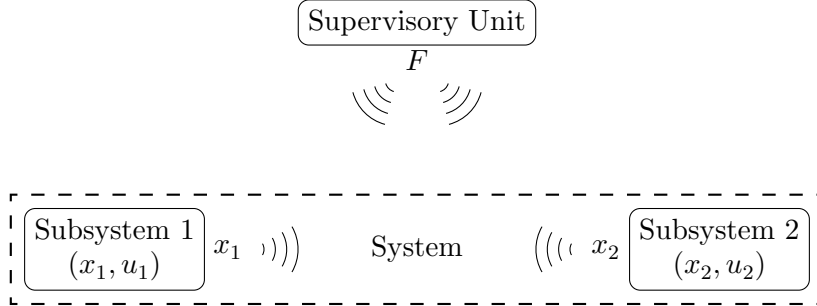 Supervisory Unit
F
Subsystem 1
(x₁, u₁)
x₁
System
x₂
Subsystem 2
(x₂, u₂)